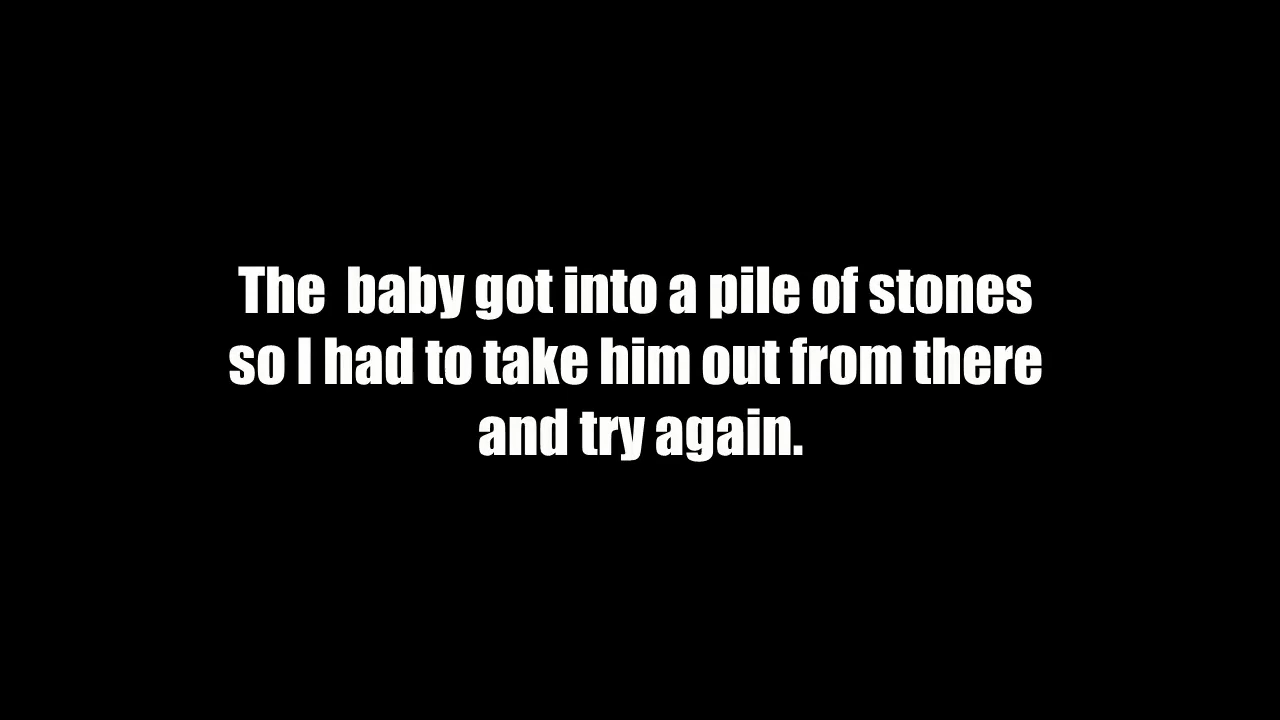 The  baby got into a pile of stones
so I had to take him out from there
and try again.